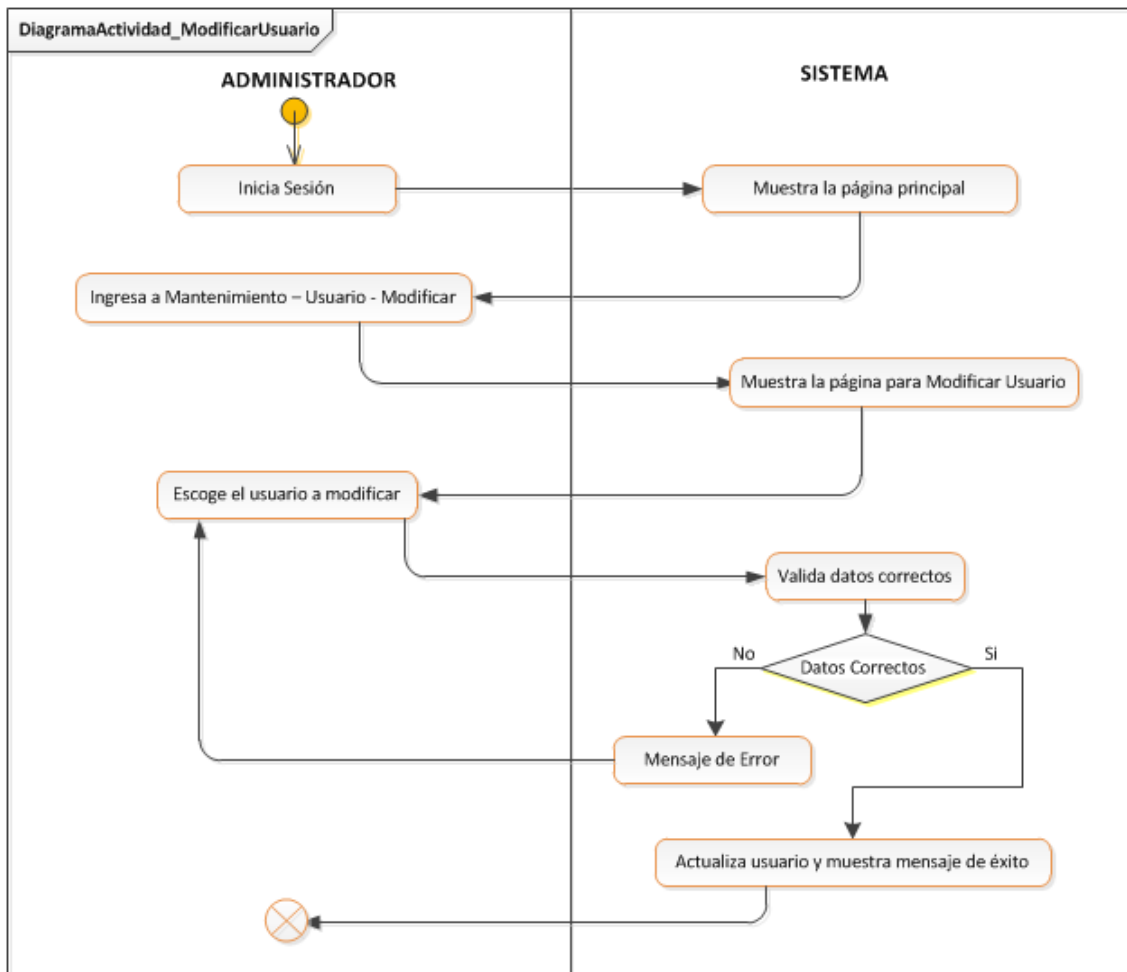 DiagramaActividad_ModificarUsuario
ADMINISTRADOR
SISTEMA
Inicia Sesión
Muestra la página principal
Ingresa a Mantenimiento – Usuario - Modificar
Muestra la página para Modificar Usuario
Escoge el usuario a modificar
Valida datos correctos
No
Datos Correctos
Si
Mensaje de Error
Actualiza usuario y muestra mensaje de éxito